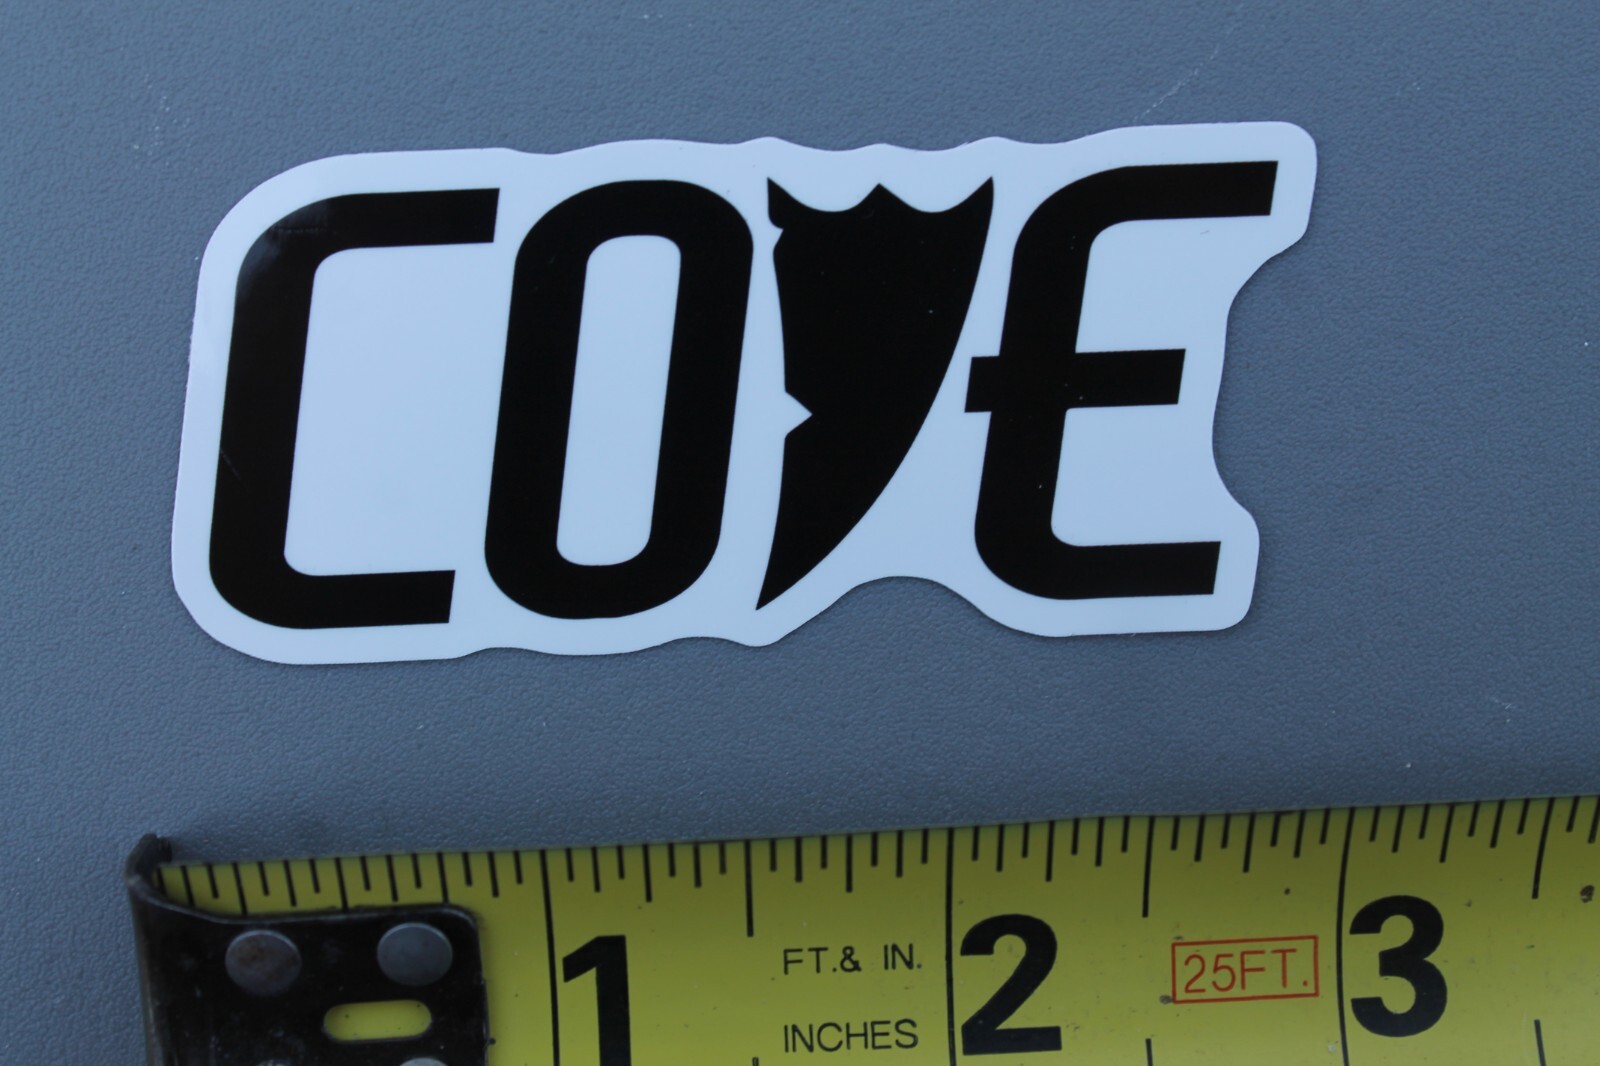 COVE
FT.& IN.
INCHES
1 2 25FT. 3